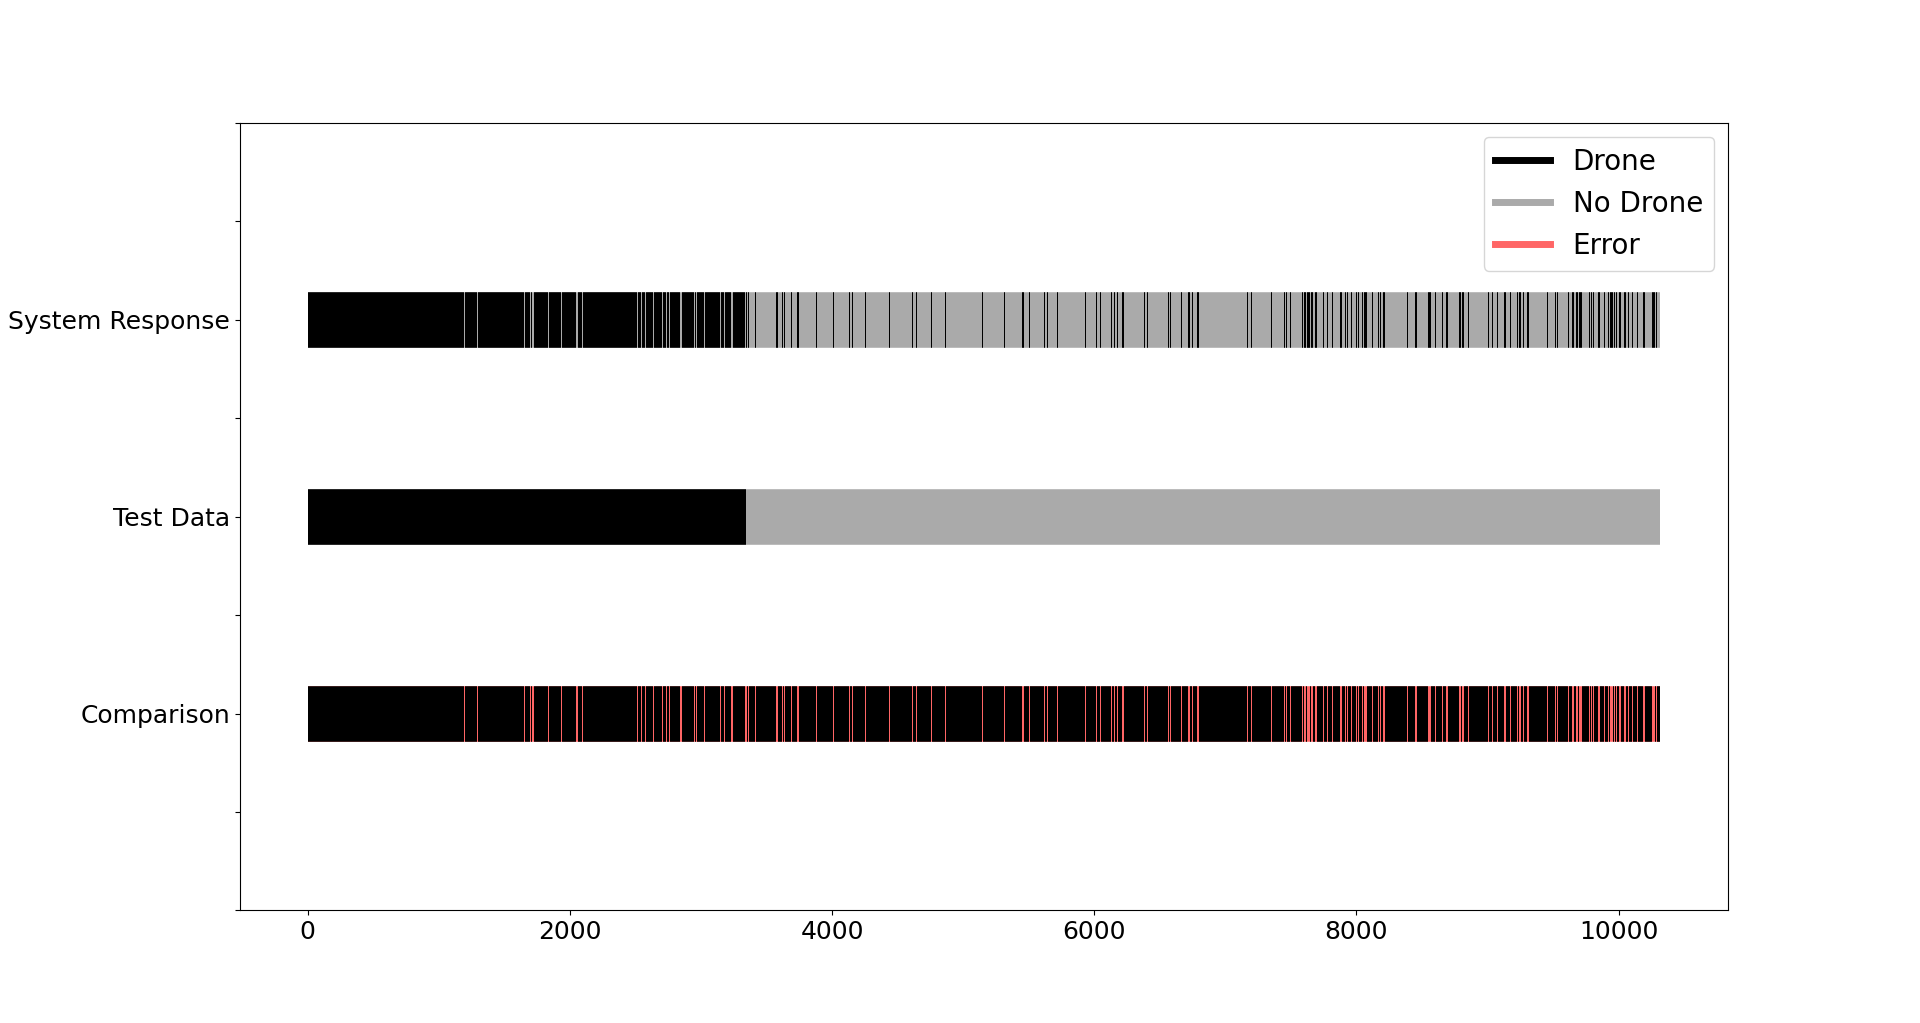 Drone
No Drone
Error
System Response
Test Data
Comparison
0 2000 4000 6000 8000 10000